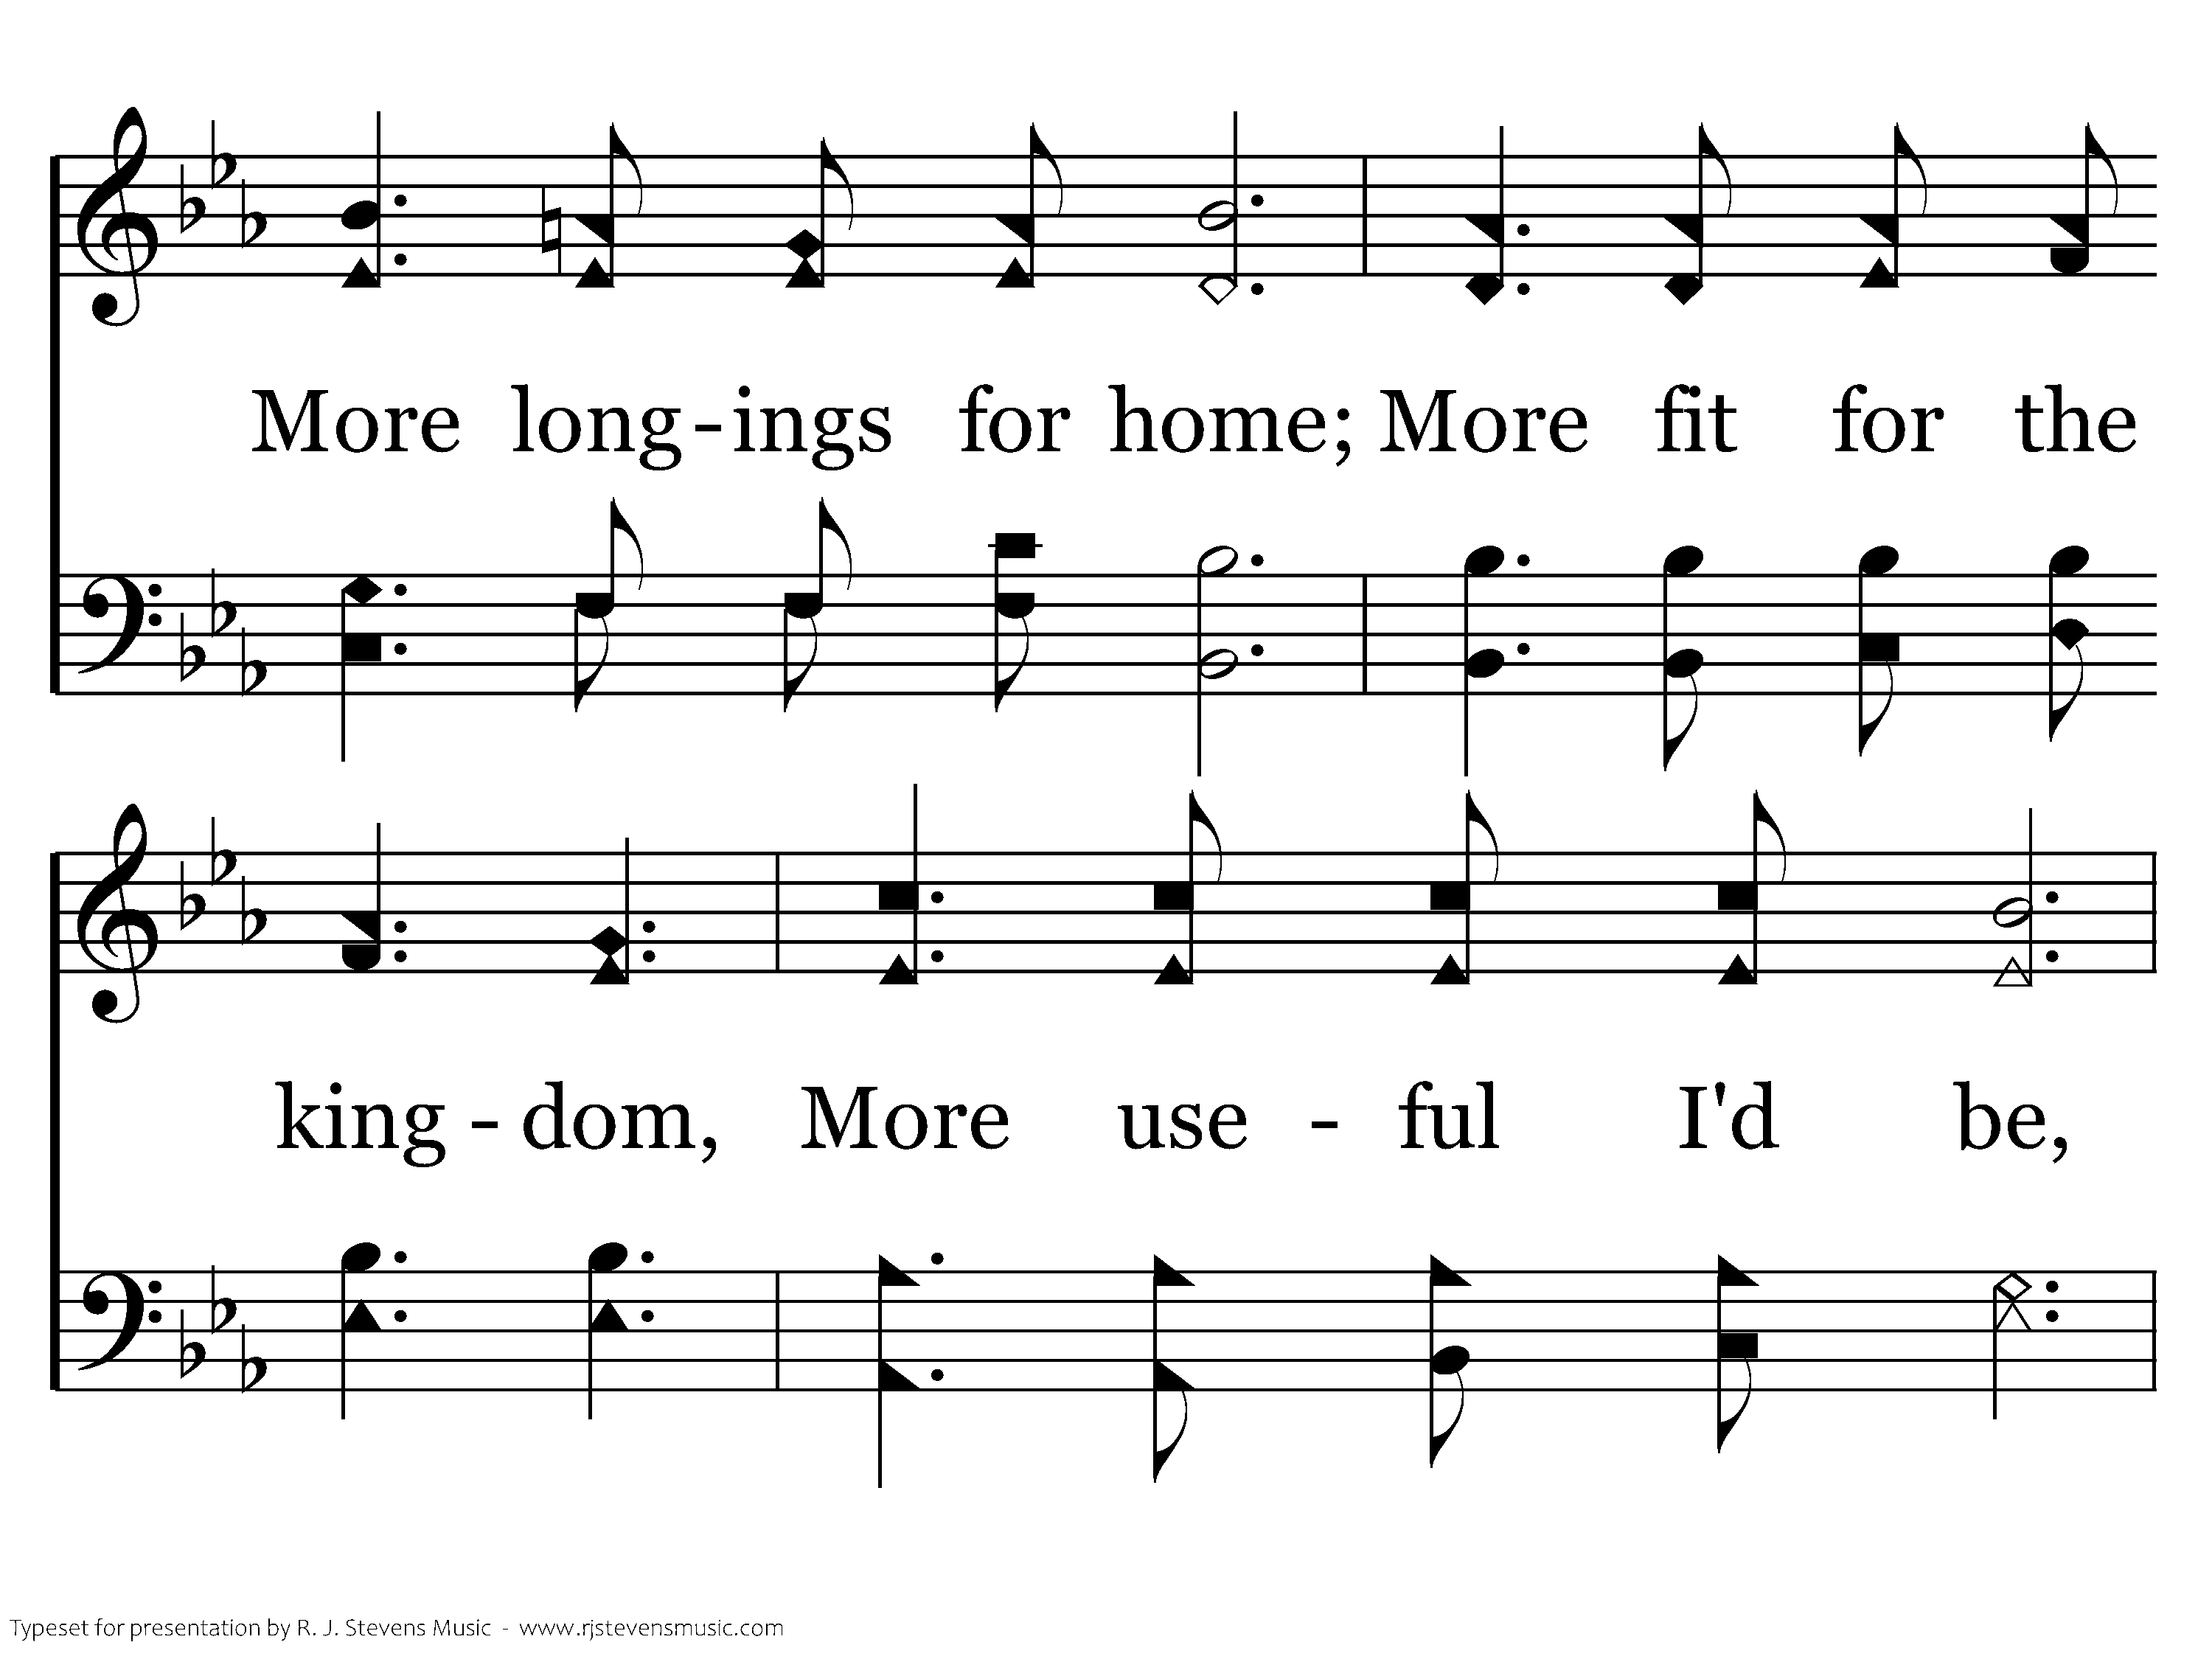 More long-ings for home; More fit for the
king - dom, More use - ful I'd be,
Typeset for presentation by R. J. Stevens Music - www.rjstevensmusic.com